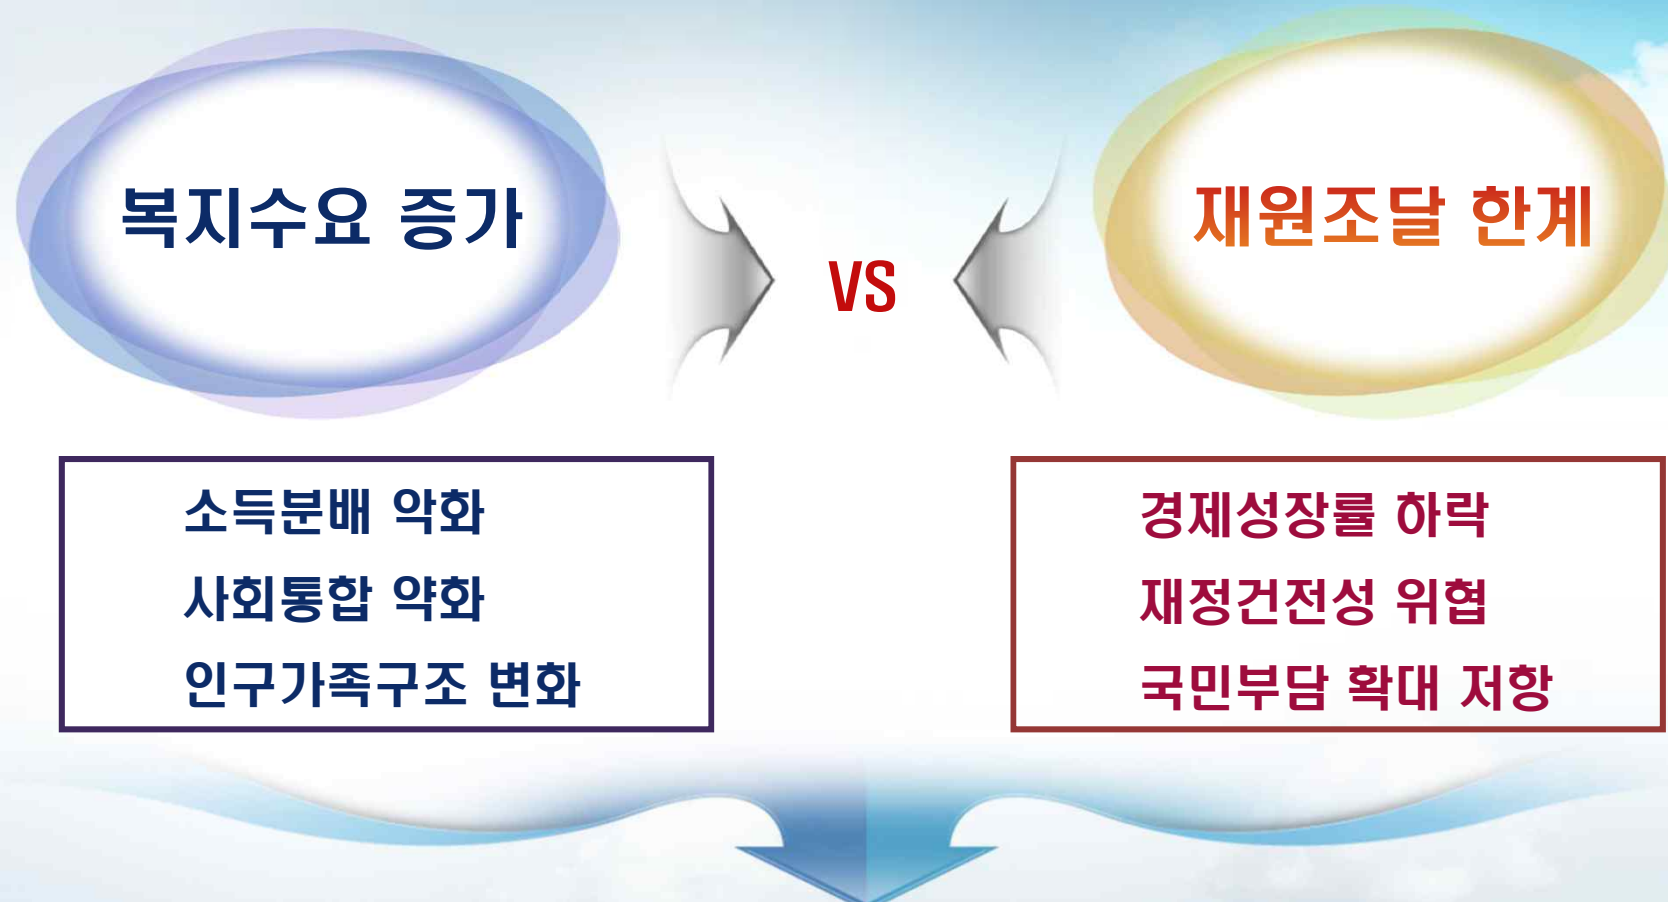 복지수요 증가
VS
재원조달 한계
소득분배 악화
사회통합 약화
인구가족구조 변화
경제성장률 하락
재정건전성 위협
국민부담 확대 저항